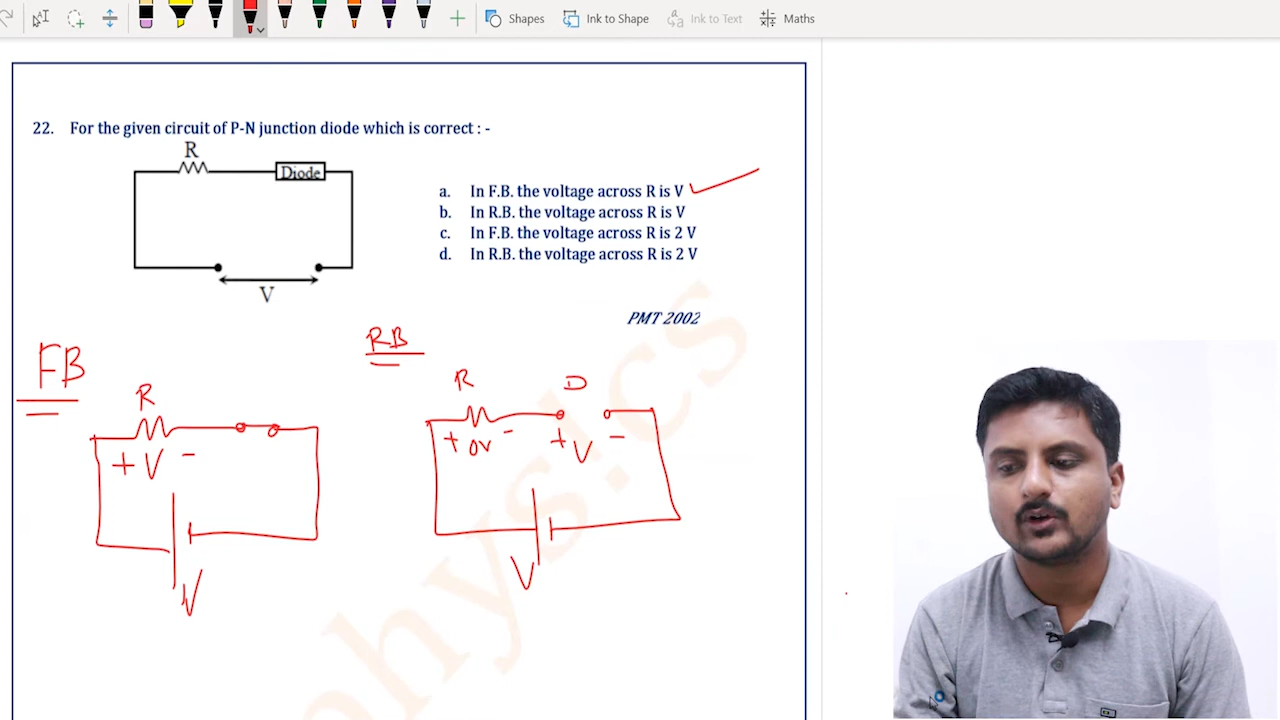 Shapes Ink to Shape Ink to Text Maths
22. For the given circuit of P-N junction diode which is correct : -
R
Diode
V
a. In F.B. the voltage across R is V
b. In R.B. the voltage across R is V
c. In F.B. the voltage across R is 2 V
d. In R.B. the voltage across R is 2 V
PMT 2002
FB
R
+ V -
V
RB
R D
+ 0V - + V -
V
physics